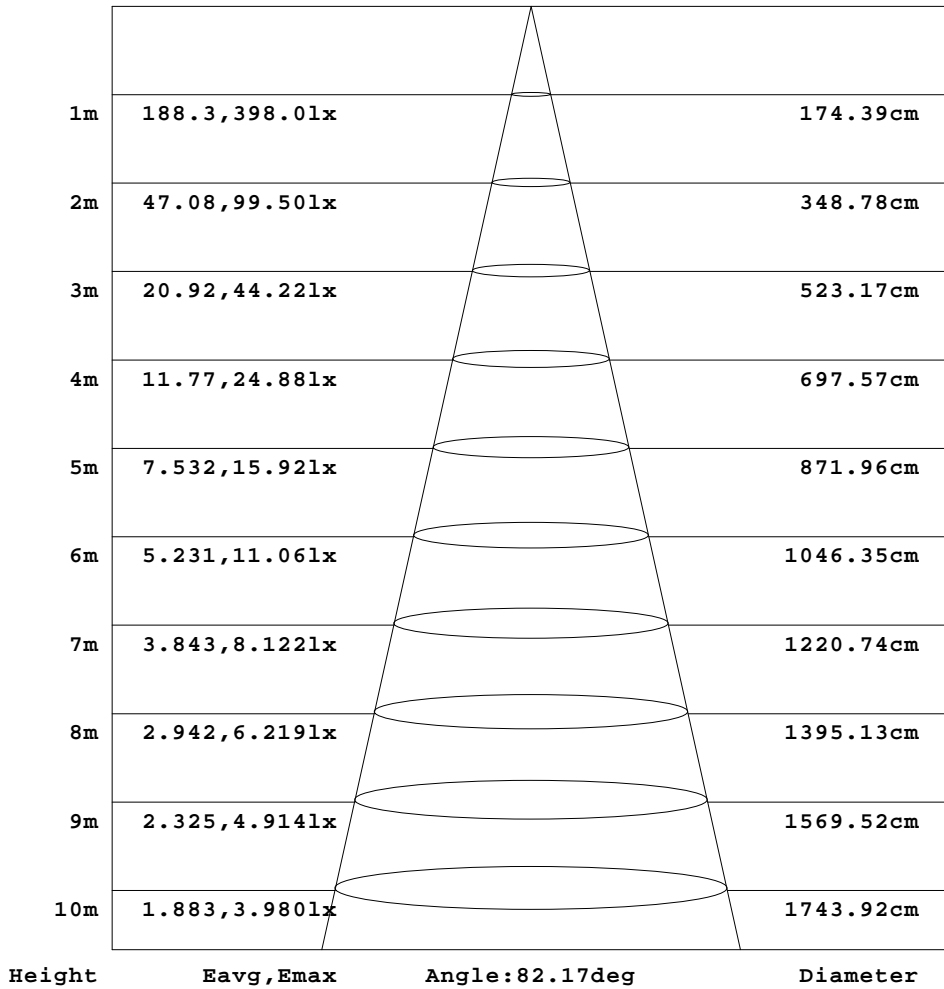 1m 188.3,398.0lx 174.39cm
2m 47.08,99.50lx 348.78cm
3m 20.92,44.22lx 523.17cm
4m 11.77,24.88lx 697.57cm
5m 7.532,15.92lx 871.96cm
6m 5.231,11.06lx 1046.35cm
7m 3.843,8.122lx 1220.74cm
8m 2.942,6.219lx 1395.13cm
9m 2.325,4.914lx 1569.52cm
10m 1.883,3.980lx 1743.92cm
Height Eavg,Emax Angle:82.17deg Diameter